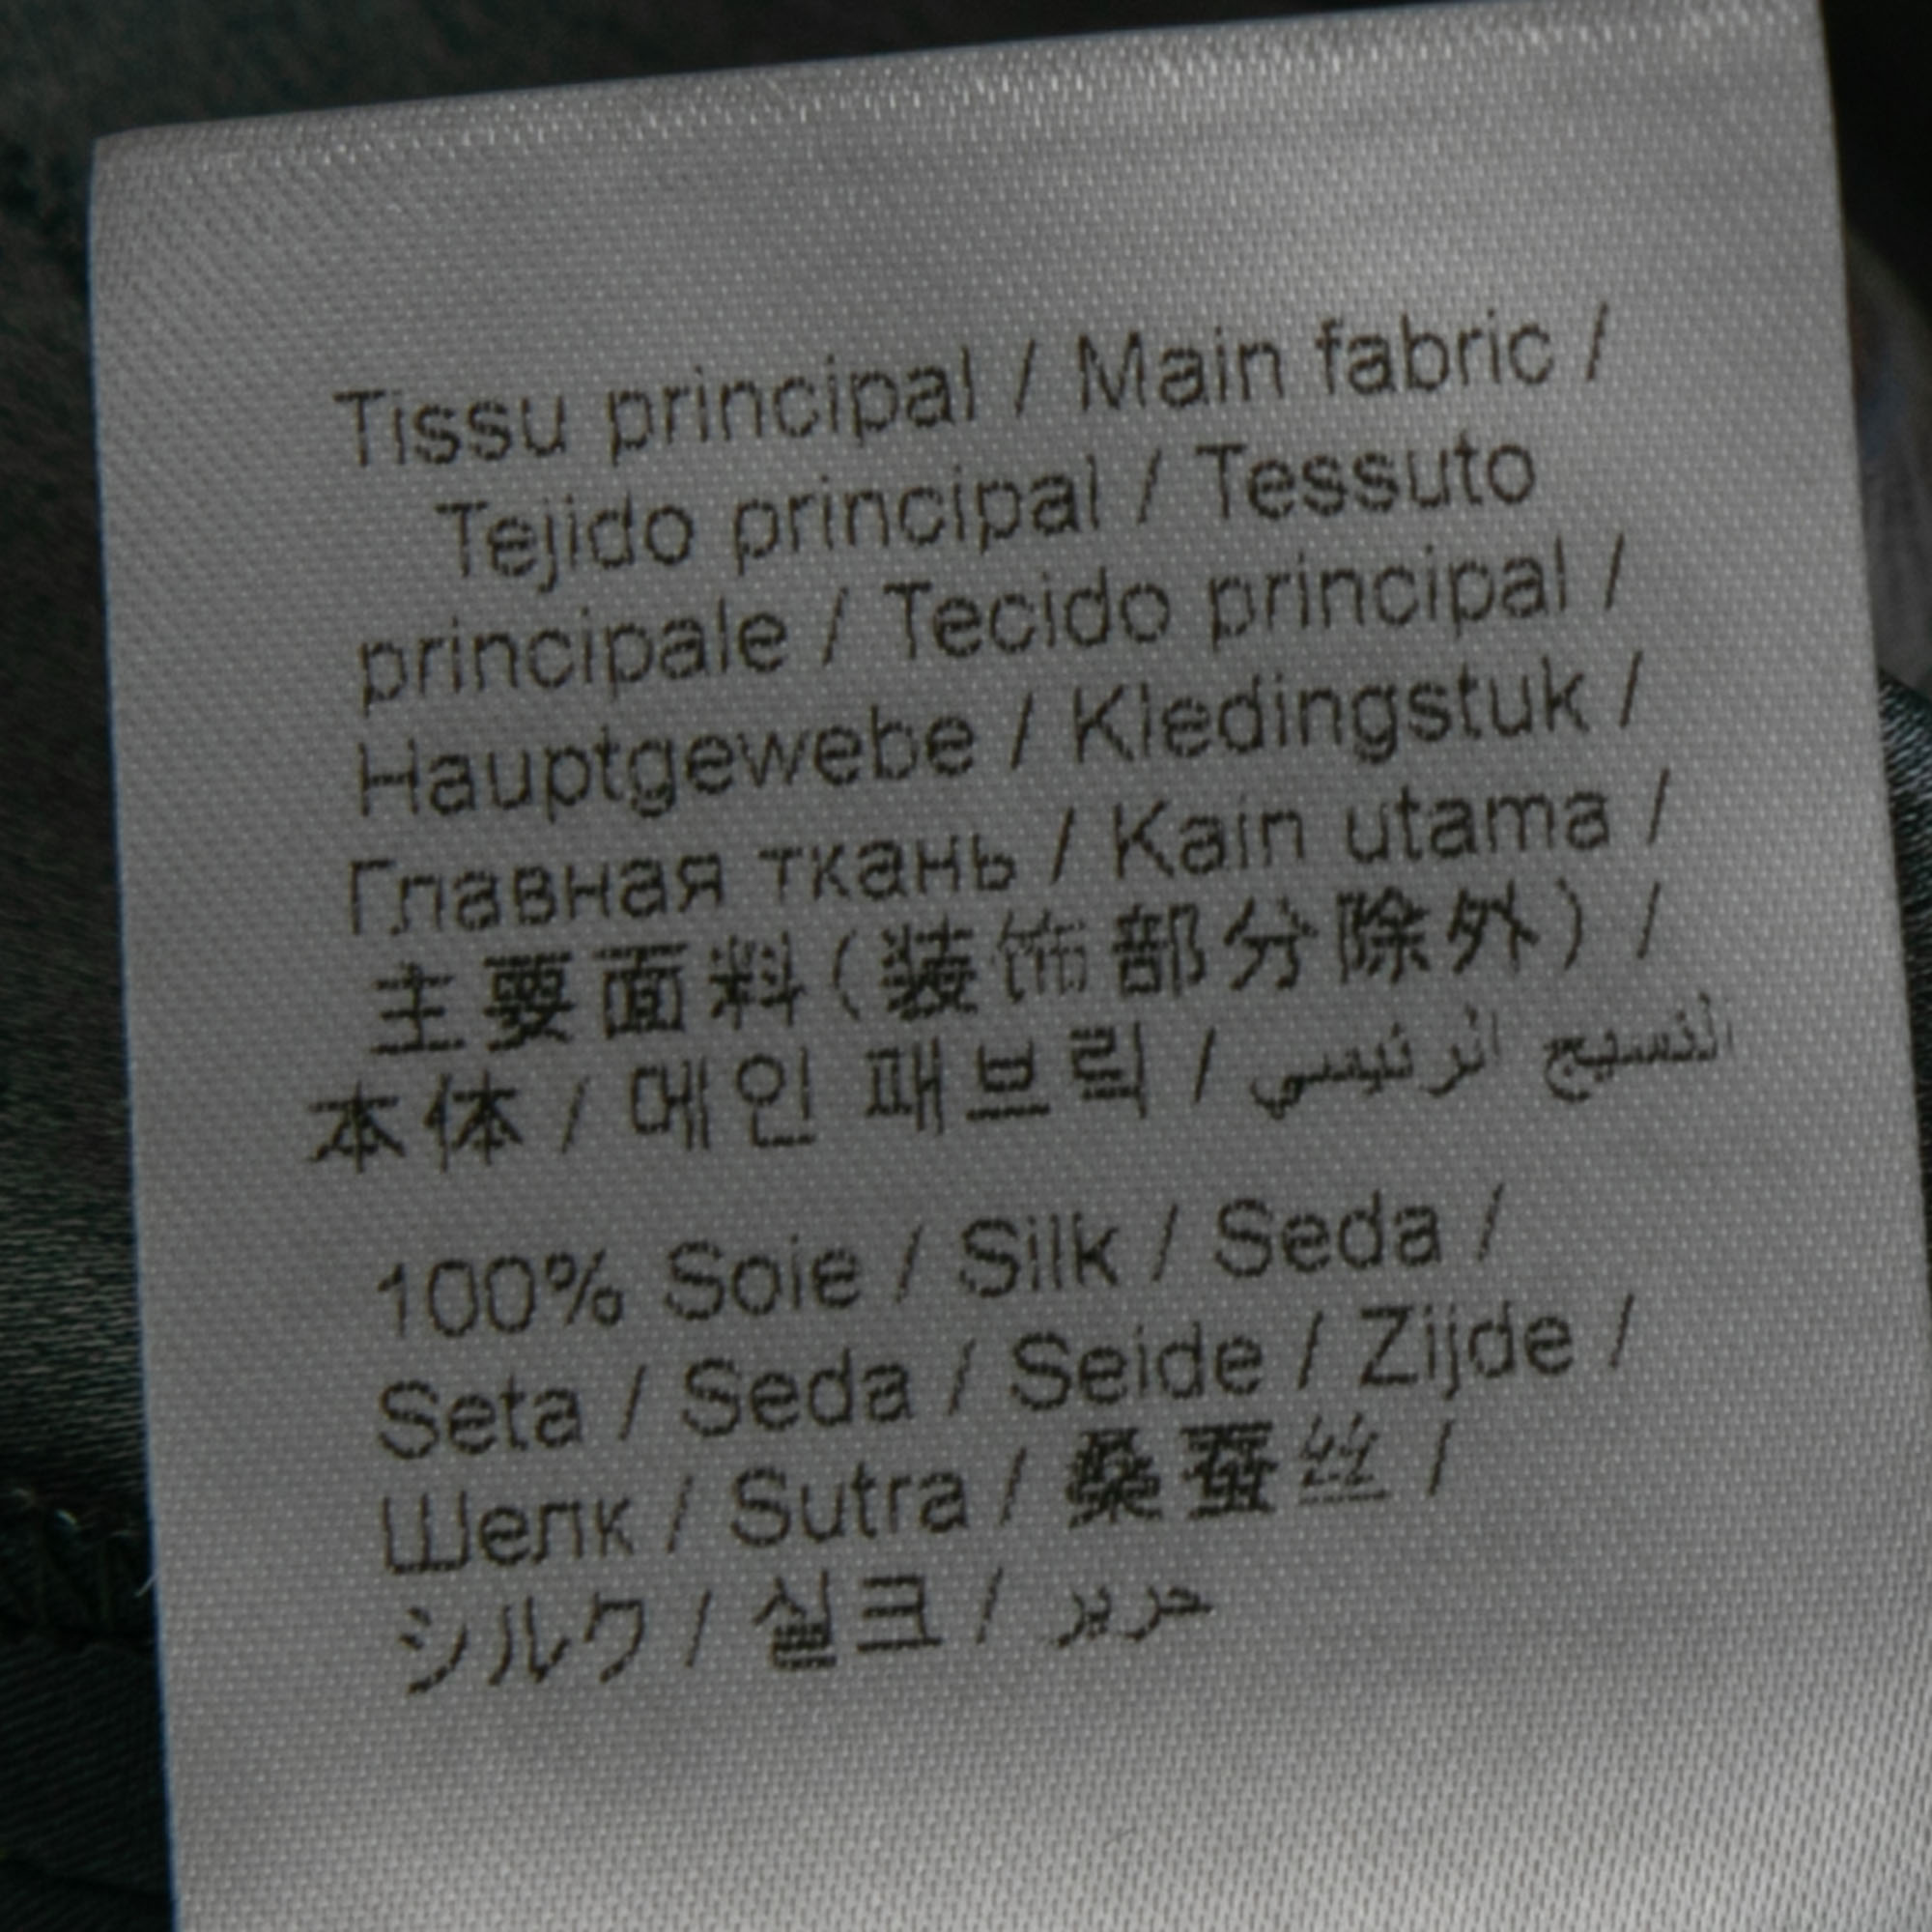 Tissu principal / Main fabric /
Tejido principal / Tessuto
principale / Tecido principal /
Hauptgewebe / Kledingstuk /
Главная ткань / Kain utama /
主要面料(装饰部分除外) /
本体 / 메인 패브릭 / النسيج الرئيسي
100% Soie / Silk / Seda /
Seta / Seda / Seide / Zijde /
Шелк / Sutra / 桑蚕丝 /
シルク / 실크 / حرير